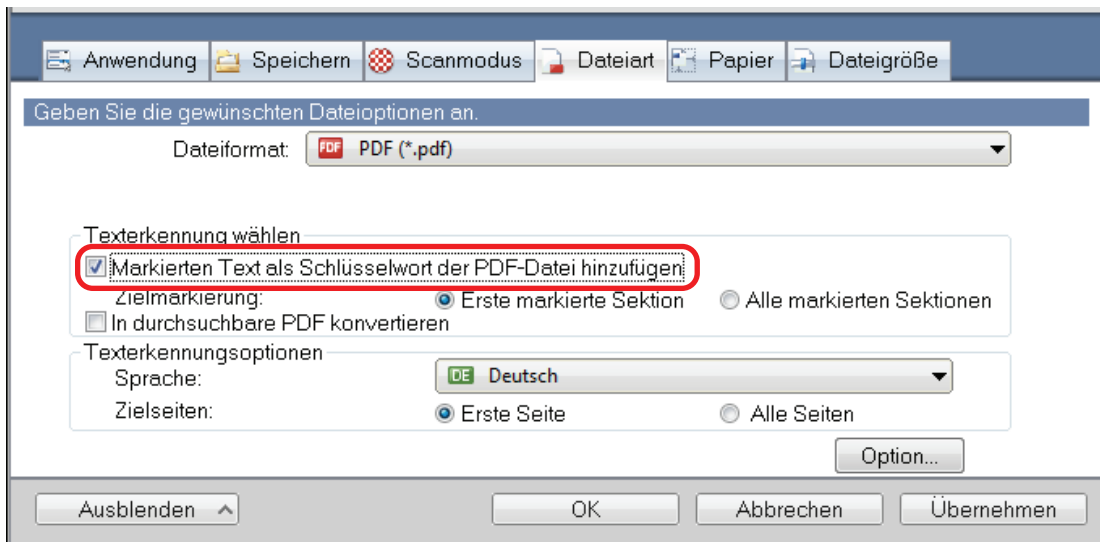 Anwendung Speichern Scanmodus Dateiart Papier Dateigröße
Geben Sie die gewünschten Dateioptionen an.
Dateiformat: PDF PDF (*.pdf)
Texterkennung wählen
Markierten Text als Schlüsselwort der PDF-Datei hinzufügen
Zielmarkierung: Erste markierte Sektion Alle markierten Sektionen
In durchsuchbare PDF konvertieren
Texterkennungsoptionen
Sprache: DE Deutsch
Zielseiten: Erste Seite Alle Seiten
Option...
Ausblenden OK Abbrechen Übernehmen